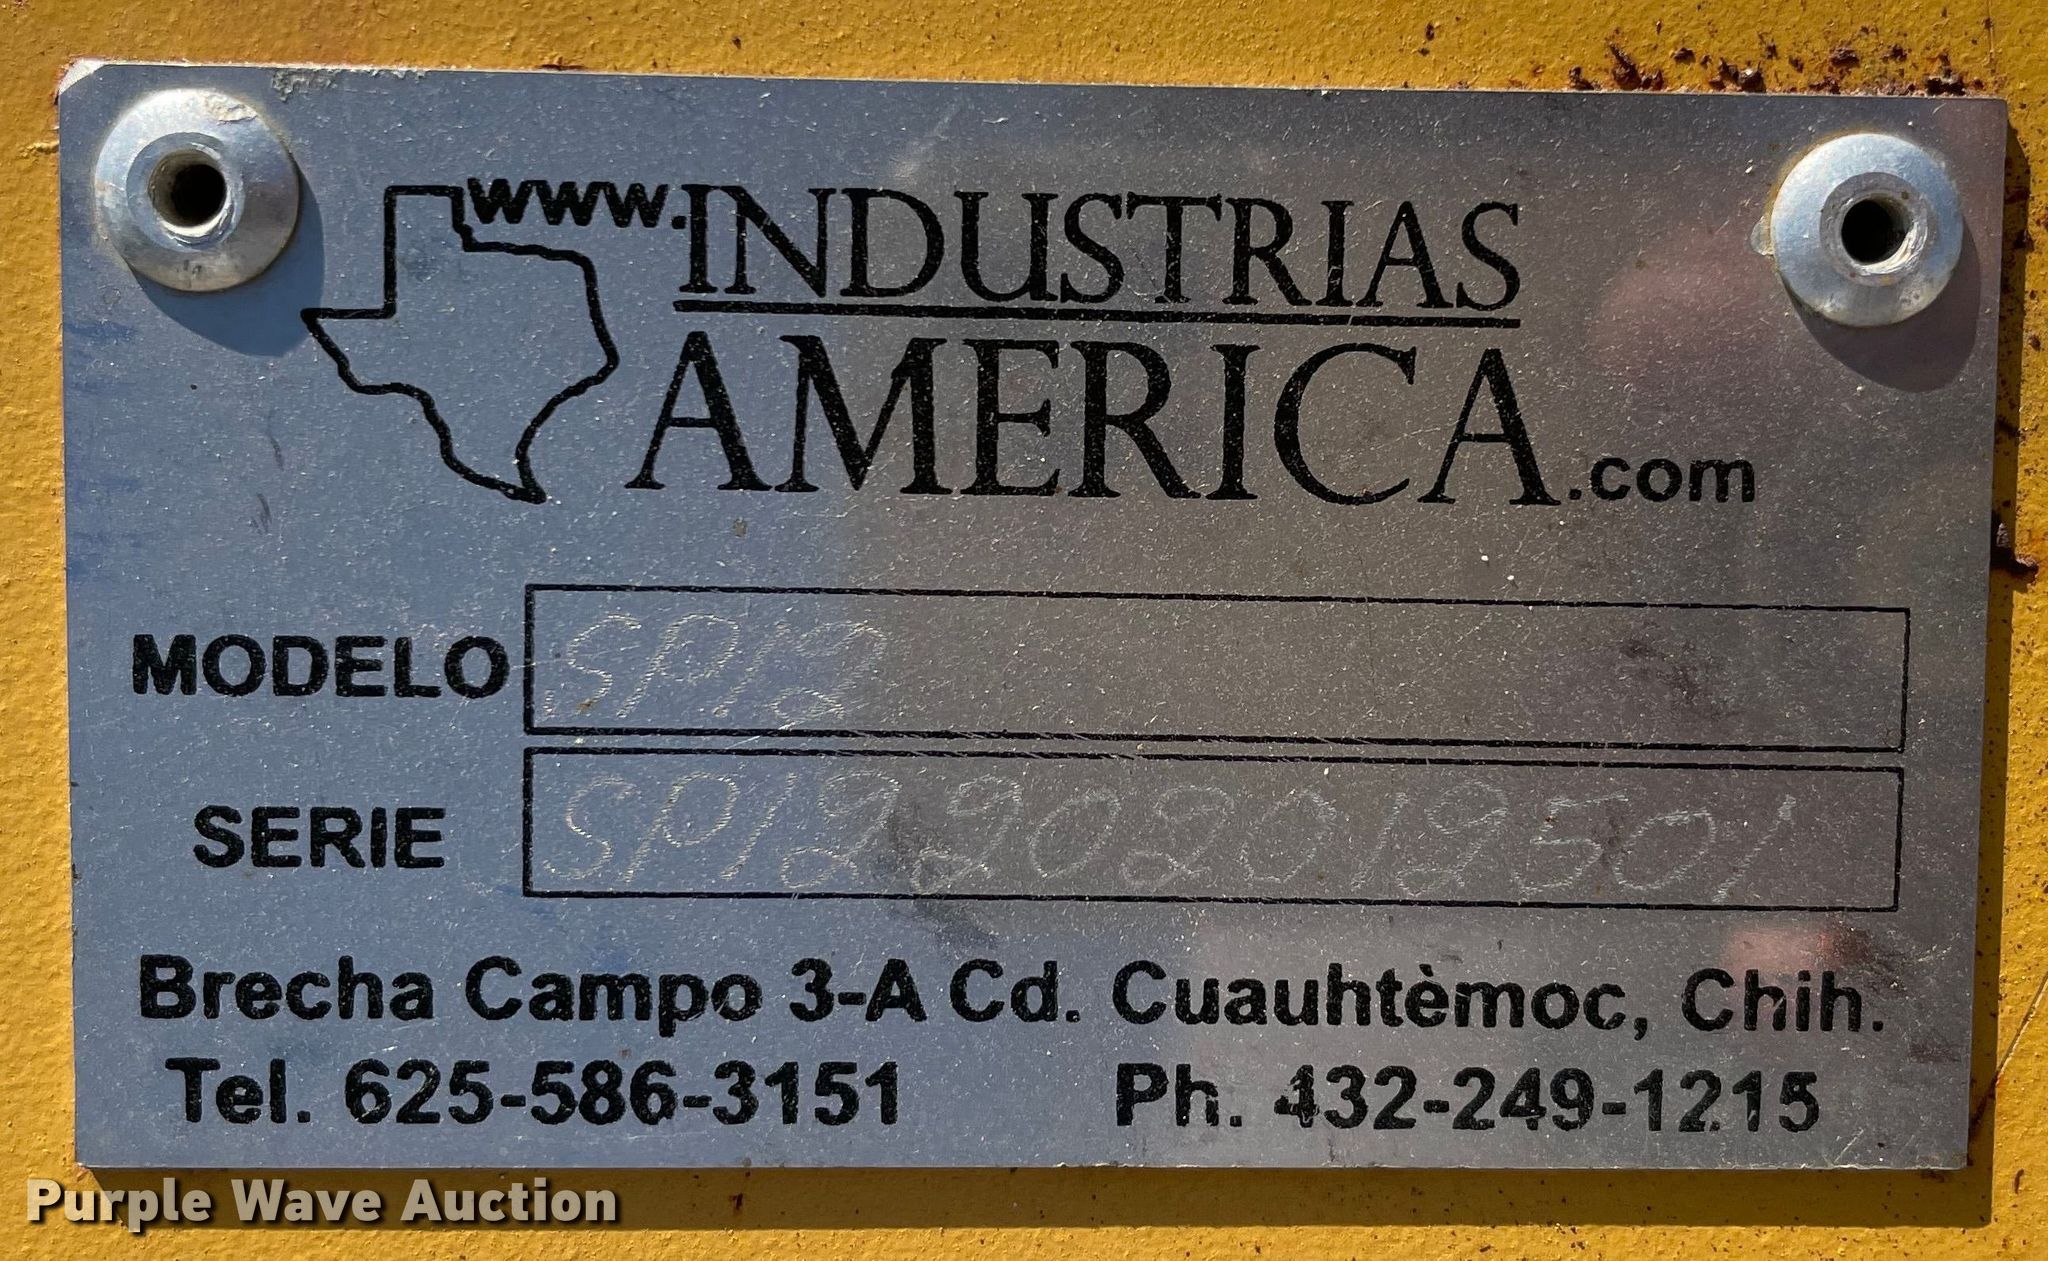 www.INDUSTRIAS
AMERICA.com
MODELO SP12
SERIE SP12202012501
Brecha Campo 3-A Cd. Cuauhtèmoc, Chih.
Tel. 625-586-3151 Ph. 432-249-1215
Purple Wave Auction